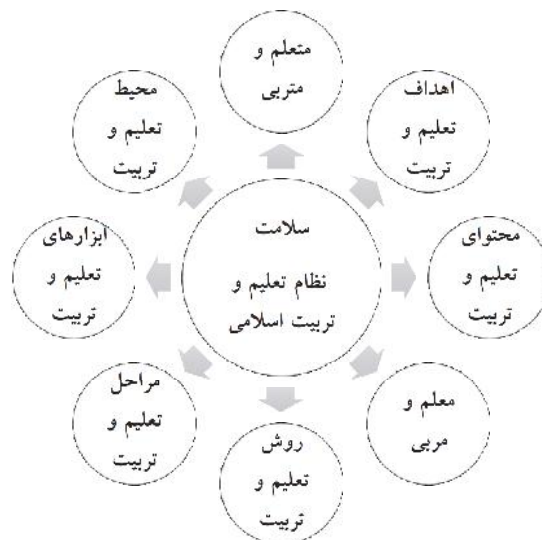 متعلم و
متربی
اهداف
تعلیم و
تربیت
محتوای
تعلیم و
تربیت
معلم و
مربی
روش
تعلیم و
تربیت
مراحل
تعلیم و
تربیت
ابزارهای
تعلیم و
تربیت
محیط
تعلیم و
تربیت
سلامت
نظام تعلیم و
تربیت اسلامی